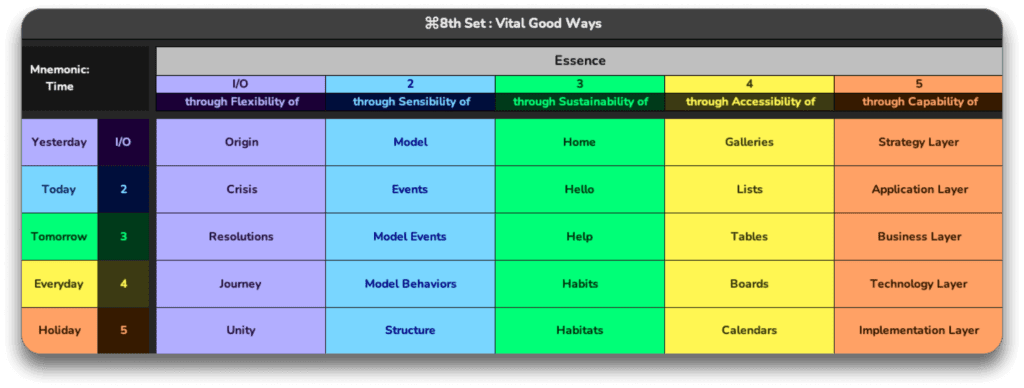 ⌘8th Set : Vital Good Ways
Mnemonic:
Time
Essence
I/O 2 3 4 5
through Flexibility of through Sensibility of through Sustainability of through Accessibility of through Capability of
Yesterday I/O Origin Model Home Galleries Strategy Layer
Today 2 Crisis Events Hello Lists Application Layer
Tomorrow 3 Resolutions Model Events Help Tables Business Layer
Everyday 4 Journey Model Behaviors Habits Boards Technology Layer
Holiday 5 Unity Structure Habitats Calendars Implementation Layer